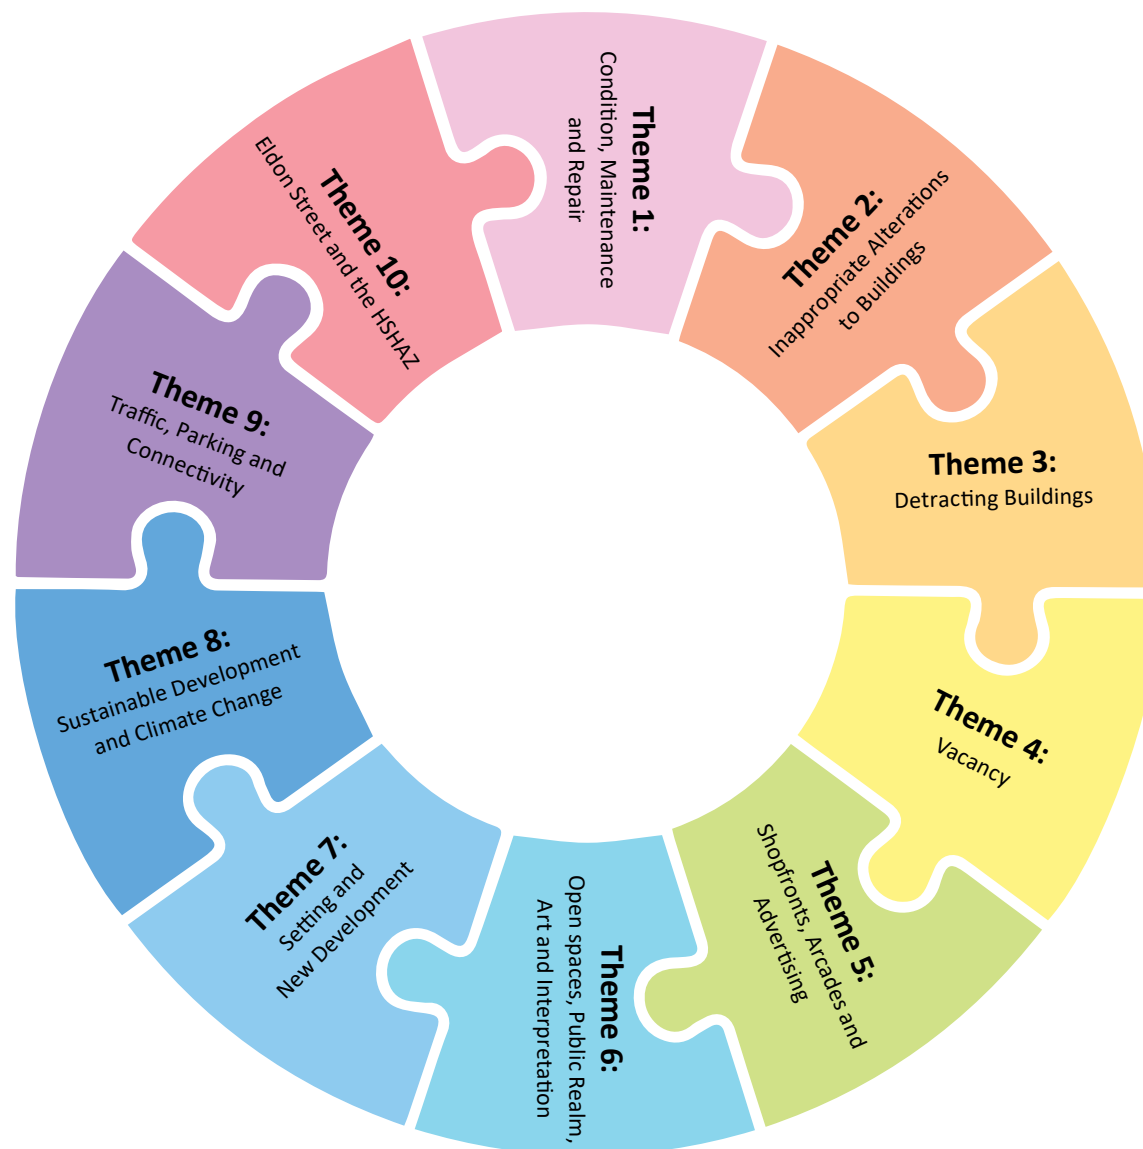 Theme 1:
Condition, Maintenance
and Repair
Theme 2:
Inappropriate Alterations
to Buildings
Theme 3:
Detracting Buildings
Theme 4:
Vacancy
Theme 5:
Shopfronts, Arcades and
Advertising
Theme 6:
Open spaces, Public Realm,
Art and Interpretation
Theme 7:
Setting and
New Development
Theme 8:
Sustainable Development
and Climate Change
Theme 9:
Traffic, Parking and
Connectivity
Theme 10:
Eldon Street and the HSHAZ